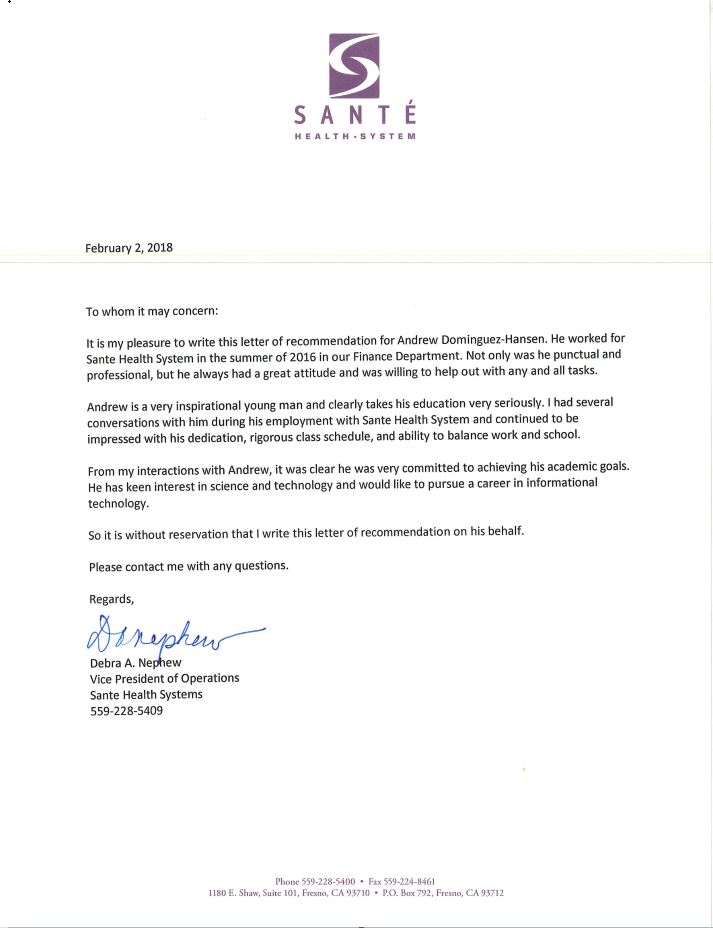 SANTÉ
HEALTH•SYSTEM
February 2, 2018
To whom it may concern:
It is my pleasure to write this letter of recommendation for Andrew Dominguez-Hansen. He worked for
Sante Health System in the summer of 2016 in our Finance Department. Not only was he punctual and
professional, but he always had a great attitude and was willing to help out with any and all tasks.
Andrew is a very inspirational young man and clearly takes his education very seriously. I had several
conversations with him during his employment with Sante Health System and continued to be
impressed with his dedication, rigorous class schedule, and ability to balance work and school.
From my interactions with Andrew, it was clear he was very committed to achieving his academic goals.
He has keen interest in science and technology and would like to pursue a career in informational
technology.
So it is without reservation that I write this letter of recommendation on his behalf.
Please contact me with any questions.
Regards,
DANephew
Debra A. Nephew
Vice President of Operations
Sante Health Systems
559-228-5409
Phone 559-228-5400 • Fax 559-224-8461
1180 E. Shaw, Suite 101, Fresno, CA 93710 • P.O. Box 792, Fresno, CA 93712